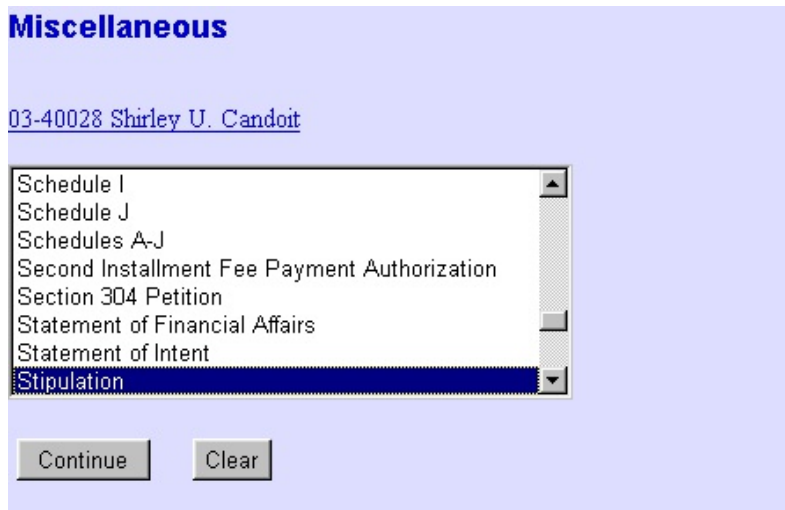 Miscellaneous
03-40028 Shirley U. Candoit
Schedule I
Schedule J
Schedules A-J
Second Installment Fee Payment Authorization
Section 304 Petition
Statement of Financial Affairs
Statement of Intent
Stipulation
Continue Clear